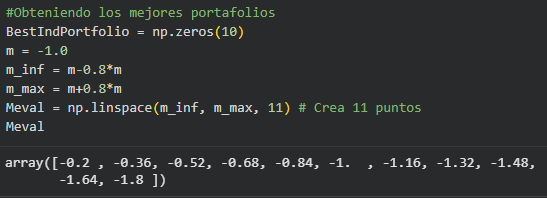 #Obteniendo los mejores portafolios
BestIndPortfolio = np.zeros(10)
m = -1.0
m_inf = m-0.8*m
m_max = m+0.8*m
Meval = np.linspace(m_inf, m_max, 11) # Crea 11 puntos
Meval
array([-0.2 , -0.36, -0.52, -0.68, -0.84, -1.  , -1.16, -1.32, -1.48,
       -1.64, -1.8 ])